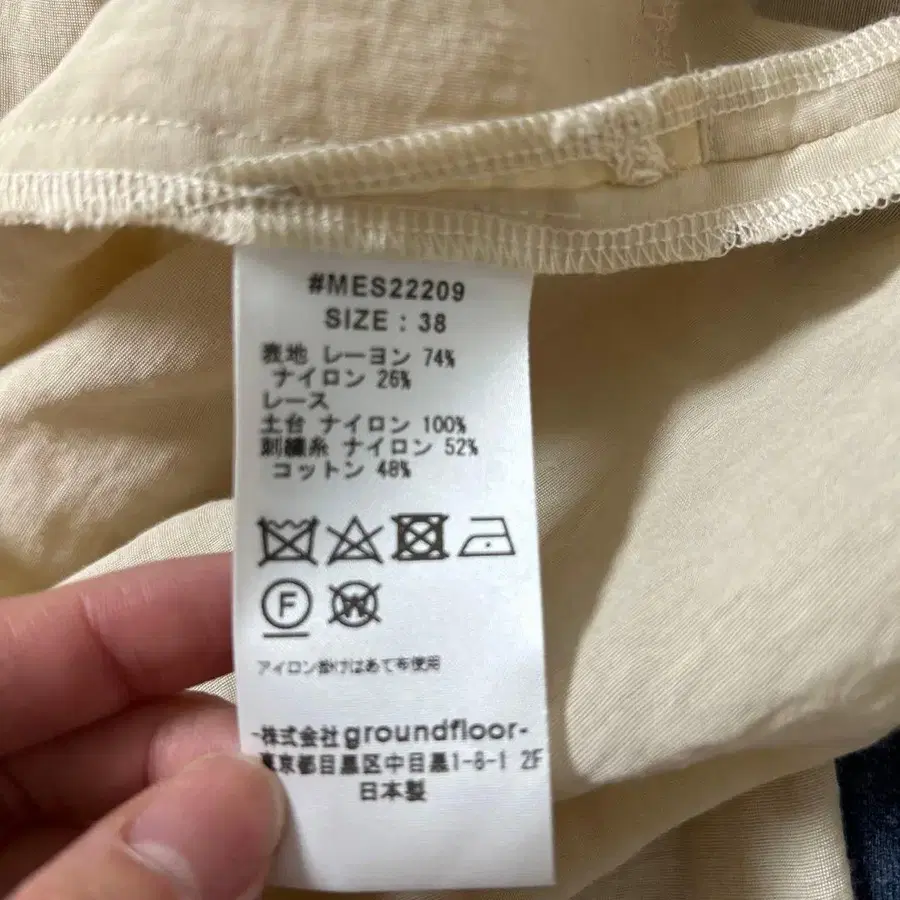 #MES22209
SIZE : 38
表地 レーヨン 74%
ナイロン 26%
レース
土台 ナイロン 100%
刺繍糸 ナイロン 52%
コットン 48%
F
W
アイロン掛けはあて布使用
-株式会社groundfloor-
東京都目黒区中目黒1-8-1 2F
日本製